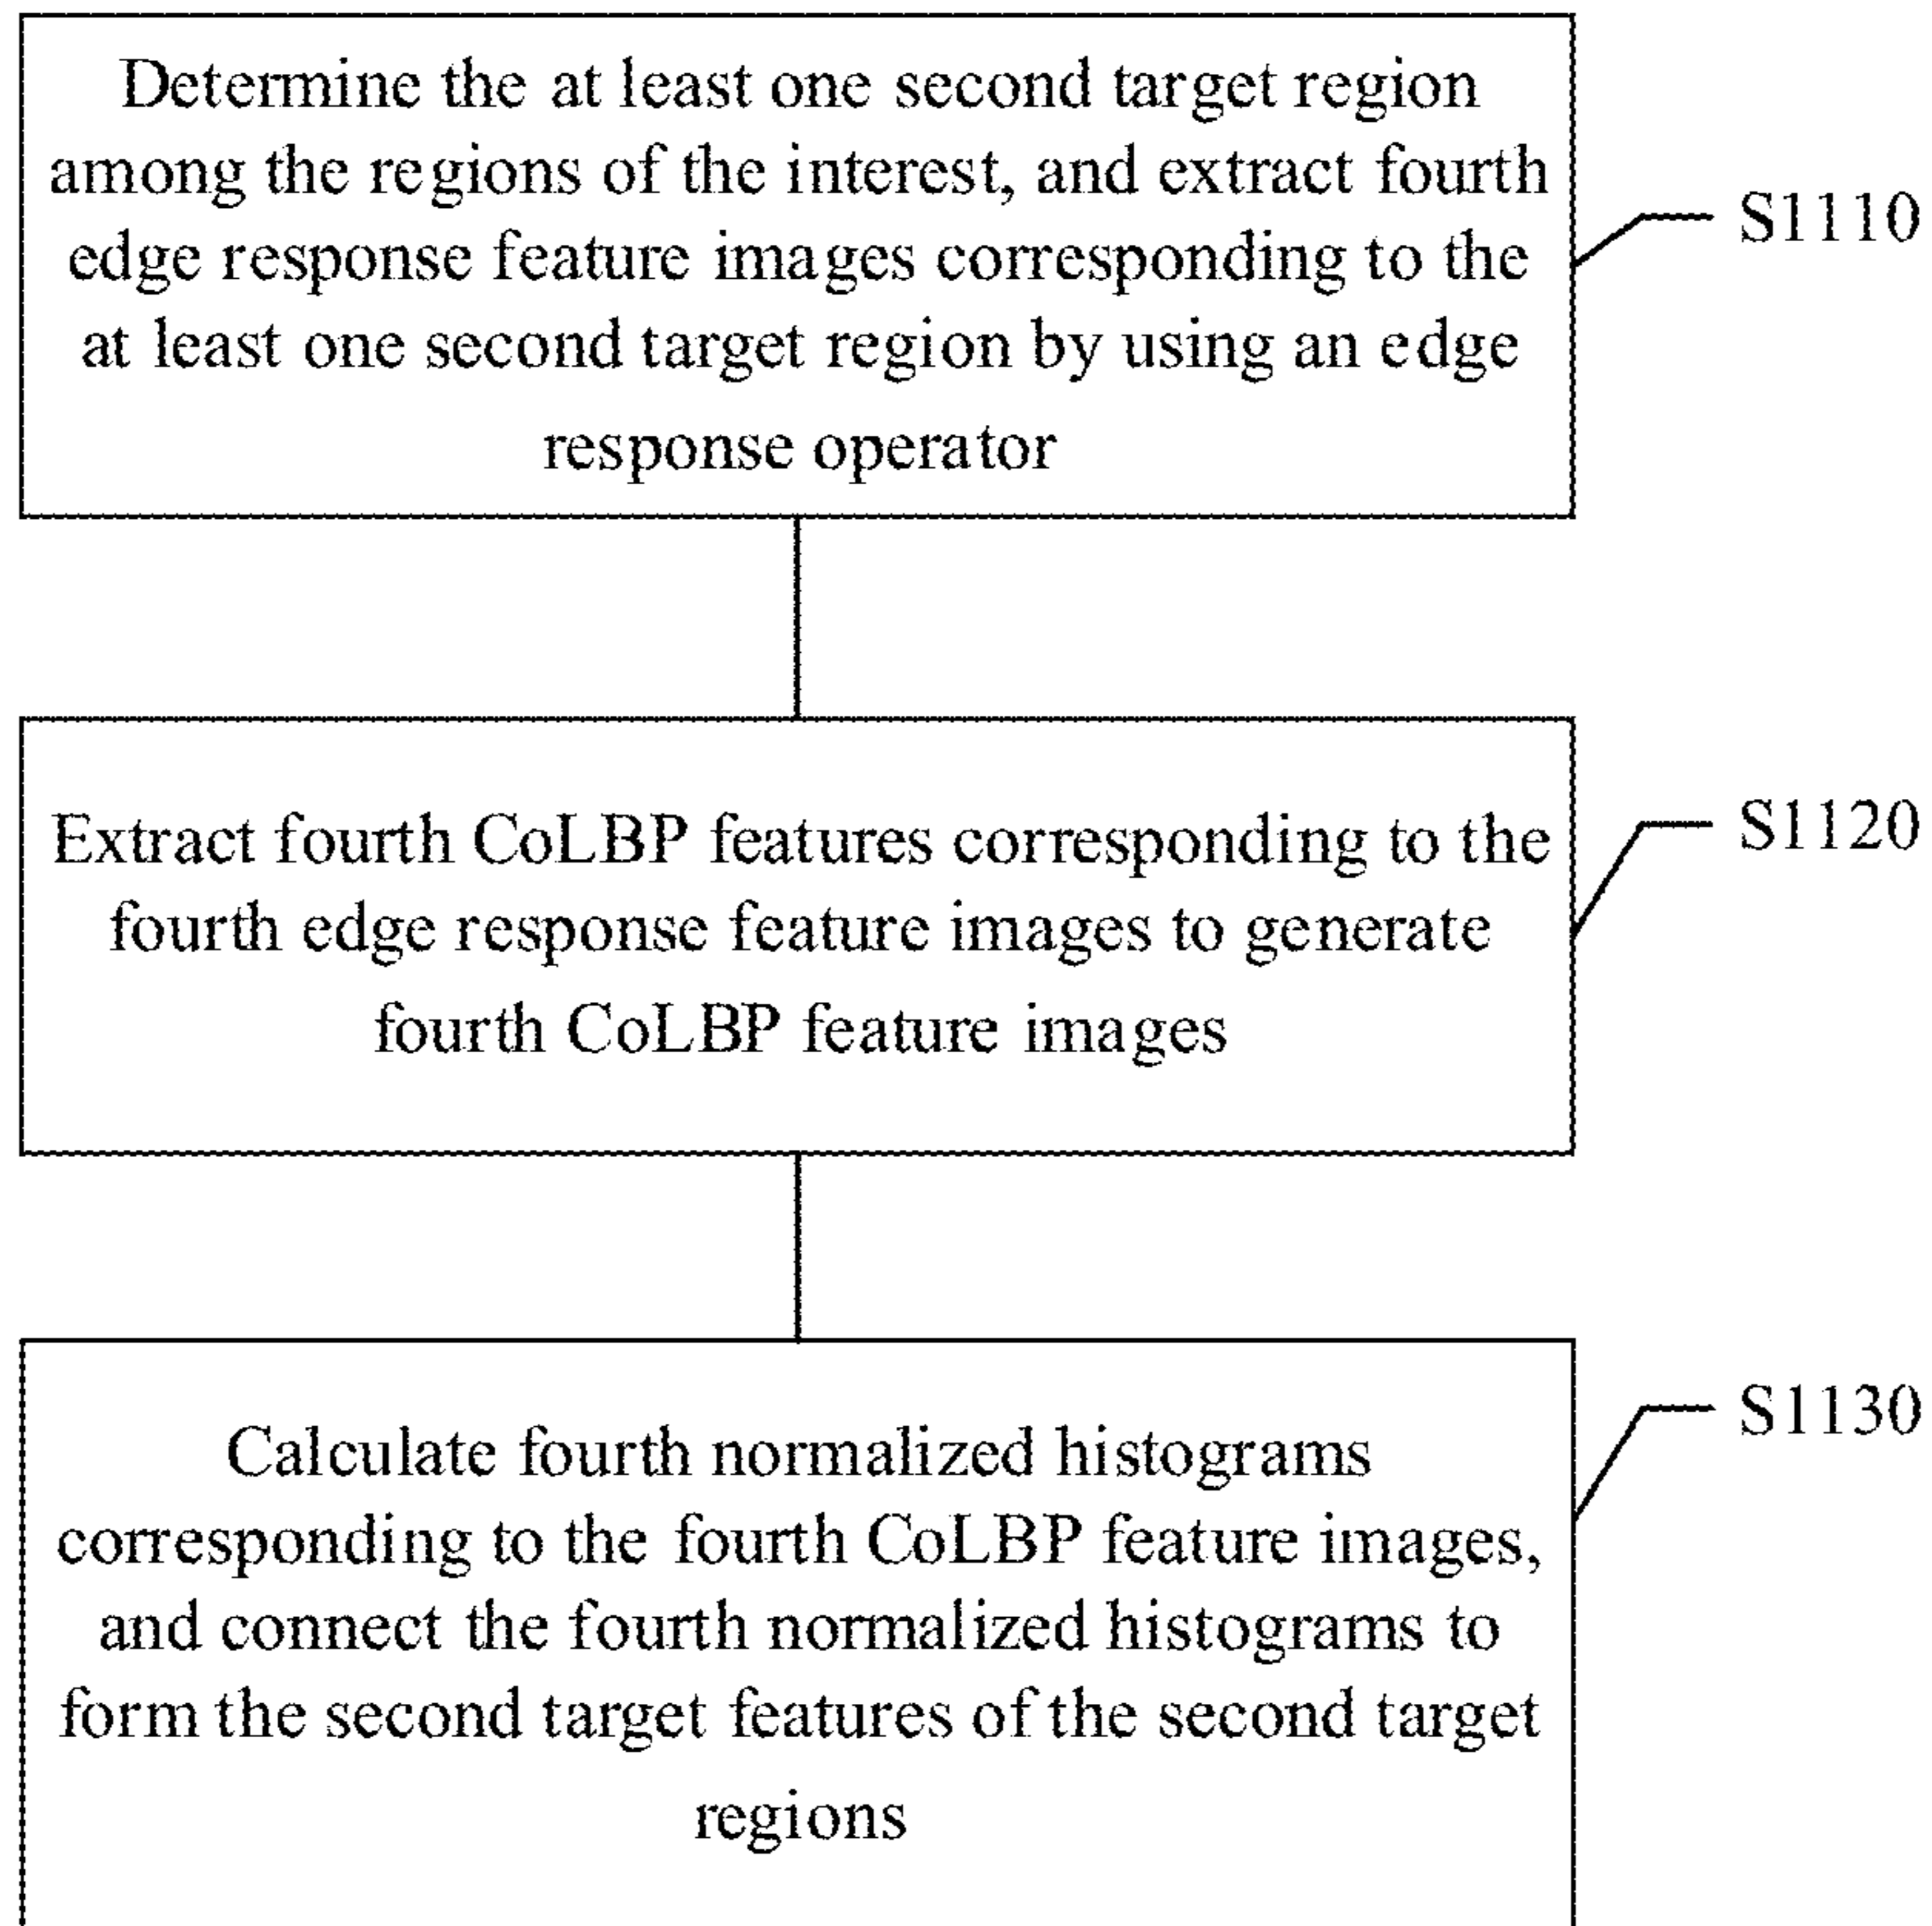 Determine the at least one second target region
among the regions of the interest, and extract fourth
edge response feature images corresponding to the
at least one second target region by using an edge
response operator
S1110
Extract fourth CoLBP features corresponding to the
fourth edge response feature images to generate
fourth CoLBP feature images
S1120
Calculate fourth normalized histograms
corresponding to the fourth CoLBP feature images,
and connect the fourth normalized histograms to
form the second target features of the second target
regions
S1130